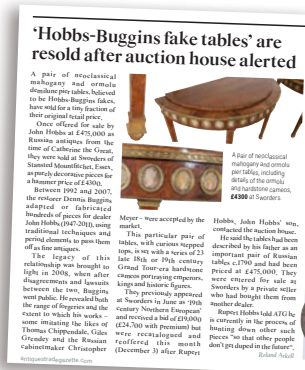 ‘Hobbs-Buggins fake tables’ are
resold after auction house alerted
A pair of neoclassical
mahogany and ormolu
demilune pier tables, believed
to be Hobbs-Buggins fakes,
have sold for a tiny fraction of
their original retail price.
Once offered for sale by
John Hobbs at £475,000 as
Russian antiques from the
time of Catherine the Great,
they were sold at Sworders of
Stansted Mountfitchet, Essex,
as purely decorative pieces for
a hammer price of £4300.
Between 1992 and 2007,
the restorer Dennis Buggins
adapted or fabricated
hundreds of pieces for dealer
John Hobbs (1947-2011), using
traditional techniques and
period elements to pass them
off as fine antiques.
The legacy of this
relationship was brought to
light in 2008, when after
disagreements and lawsuits
between the two, Buggins
went public. He revealed both
the range of forgeries and the
extent to which his works –
some imitating the likes of
Thomas Chippendale, Giles
Grendey and the Russian
cabinetmaker Christopher
Meyer – were accepted by the
market.
This particular pair of
tables, with curious stepped
tops, is set with a series of 23
late 18th or 19th century
Grand Tour-era hardstone
cameos portraying emperors,
kings and historic figures.
They previously appeared
at Sworders in June as ‘19th
century Northern European’
and received a bid of £19,000
(£24,700 with premium) but
were recatalogued and
reoffered this month
(December 3) after Rupert
A pair of neoclassical
mahogany and ormolu
pier tables, including
details of the ormolu
and hardstone cameos,
£4300 at Sworders.
Hobbs, John Hobbs’ son,
contacted the auction house.
He said the tables had been
described by his father as an
important pair of Russian
tables c.1790 and had been
priced at £475,000. They
were entered for sale at
Sworders by a private seller
who had bought them from
another dealer.
Rupert Hobbs told ATG he
is currently in the process of
hunting down other such
pieces “so that other people
don’t get duped in the future”.
Roland Arkell
antiquestradegazette.com